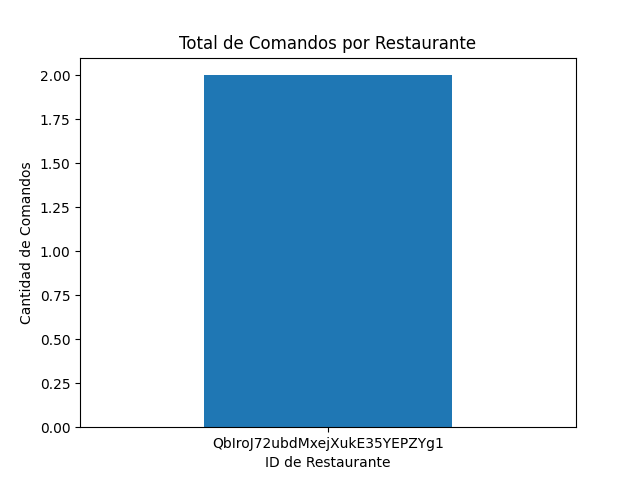 Total de Comandos por Restaurante
2.00
1.75
1.50
1.25
1.00
0.75
0.50
0.25
0.00
Cantidad de Comandos
QbIroJ72ubdMxejXukE35YEPZYg1
ID de Restaurante